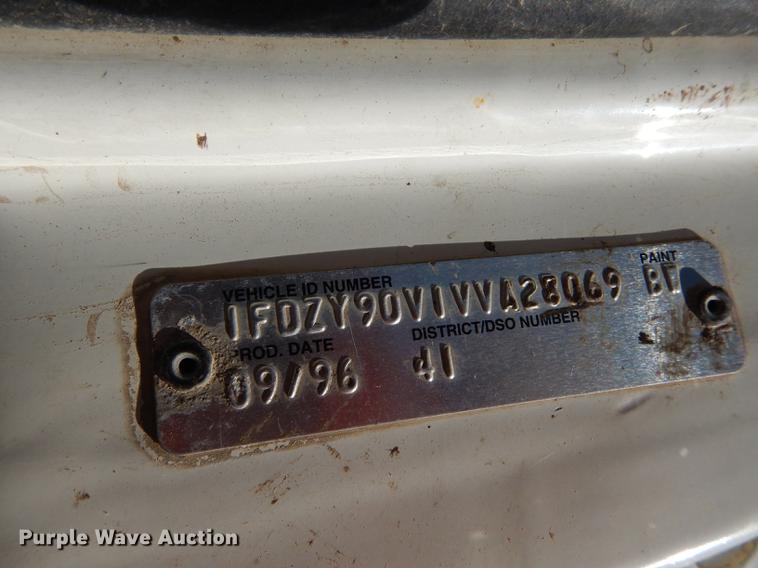 VEHICLE ID NUMBER PAINT
1FDZY90V1VVA28069 BT
PROD. DATE DISTRICT/DSO NUMBER
09/96 41
Purple Wave Auction